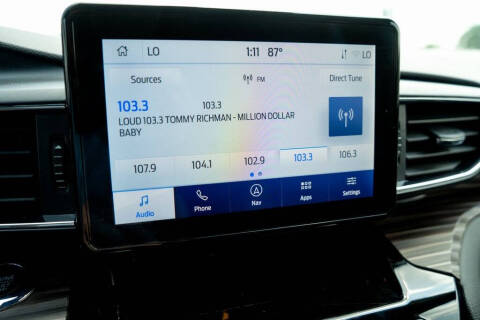 LO 1:11 87° LO
Sources FM Direct Tune
103.3 103.3
LOUD 103.3 TOMMY RICHMAN - MILLION DOLLAR
BABY
107.9 104.1 102.9 103.3 106.3
Audio Phone Nav Apps Settings